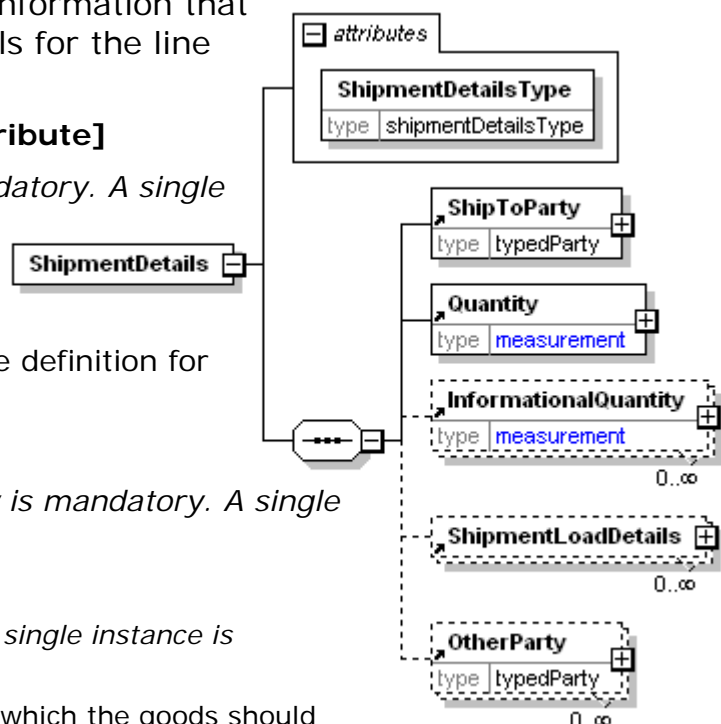 information that
ls for the line
ribute]
datory. A single
e definition for
is mandatory. A single
single instance is
which the goods should
attributes
ShipmentDetailsType
type shipmentDetailsType
ShipmentDetails
ShipToParty
type typedParty
Quantity
type measurement
InformationalQuantity
type measurement
0..∞
ShipmentLoadDetails
0..∞
OtherParty
type typedParty
0..∞